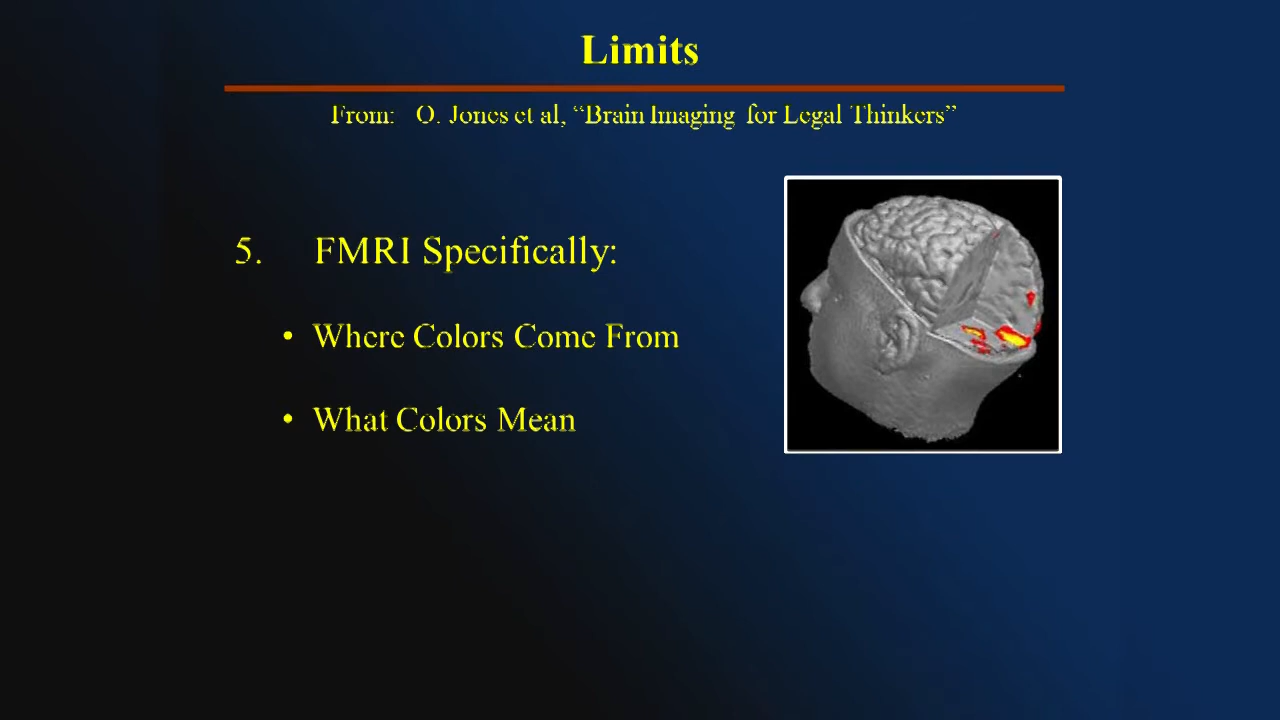 Limits
From: O. Jones et al, “Brain Imaging for Legal Thinkers”
5. FMRI Specifically:
• Where Colors Come From
• What Colors Mean